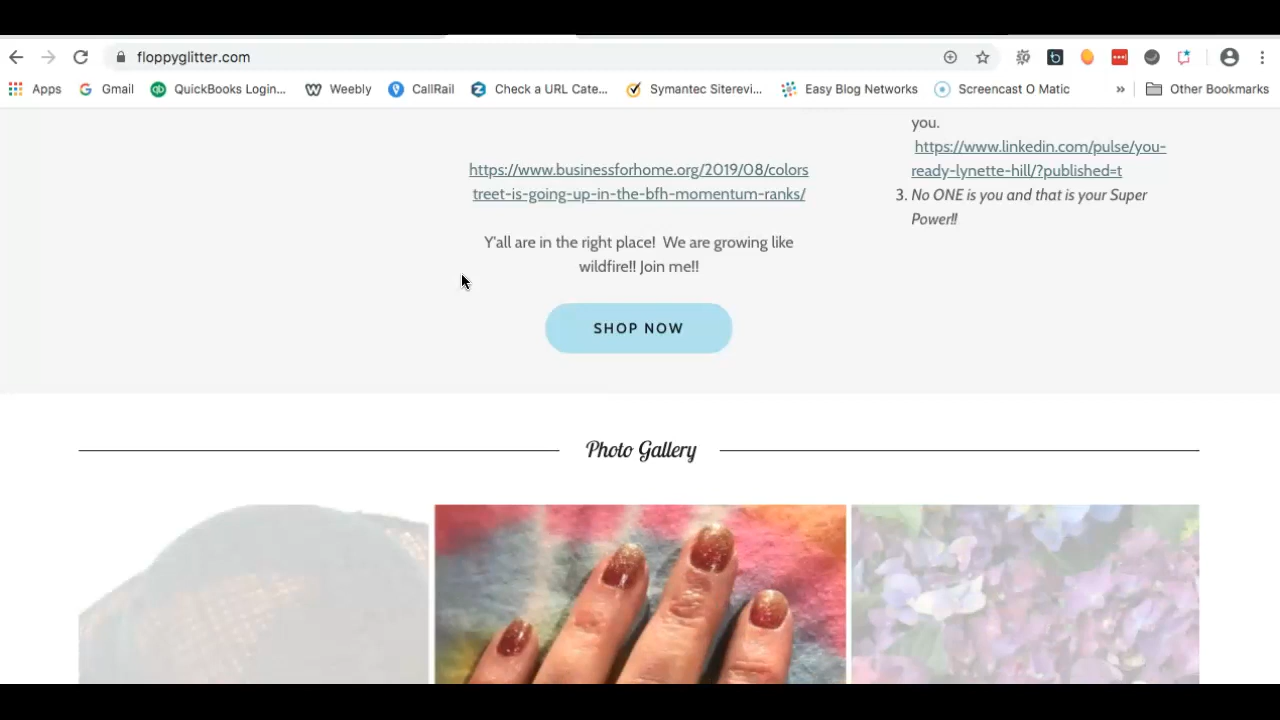 floppyglitter.com
Apps
Gmail
QuickBooks Login...
Weebly
CallRail
Check a URL Cate...
Symantec Siterevi...
Easy Blog Networks
Screencast O Matic
»
Other Bookmarks
https://www.businessforhome.org/2019/08/colors
treet-is-going-up-in-the-bfh-momentum-ranks/
Y'all are in the right place! We are growing like
wildfire!! Join me!!
SHOP NOW
you.
https://www.linkedin.com/pulse/you-
ready-lynette-hill/?published=t
3. No ONE is you and that is your Super
Power!!
Photo Gallery